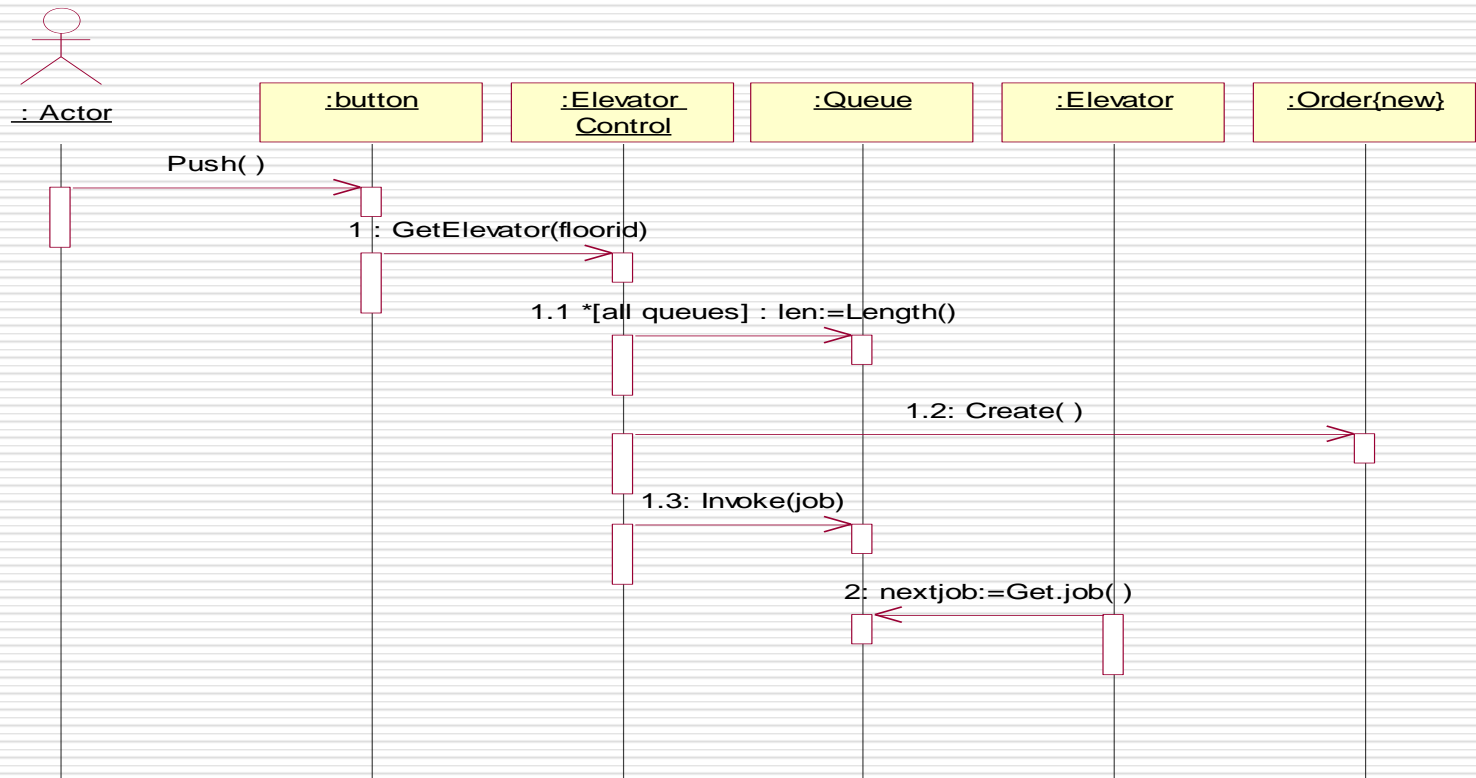 : Actor
:button
:Elevator
Control
:Queue
:Elevator
:Order{new}
Push( )
1 : GetElevator(floorid)
1.1 *[all queues] : len:=Length()
1.2: Create( )
1.3: Invoke(job)
2: nextjob:=Get.job( )